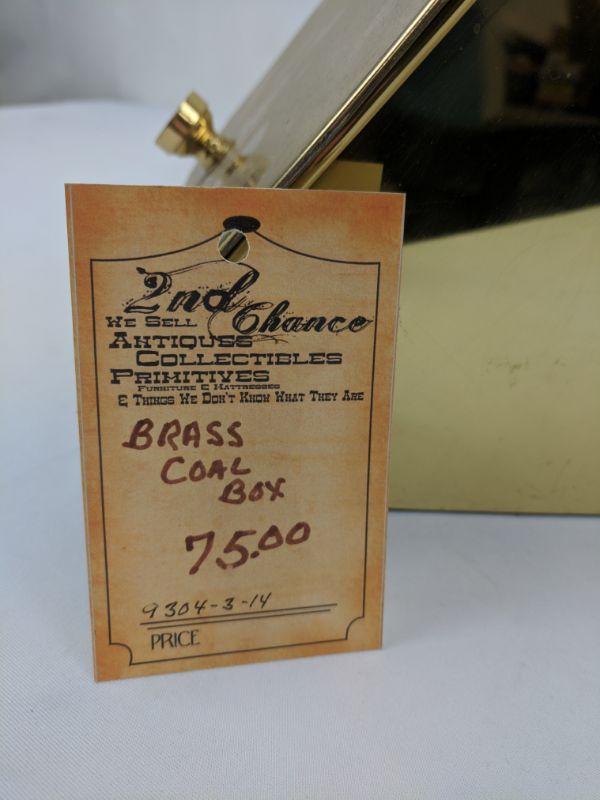 2nd Chance
WE SELL
ANTIQUES
COLLECTIBLES
PRIMITIVES
FURNITURE & MATTRESSES
& THINGS WE DON'T KNOW WHAT THEY ARE
BRASS
COAL
BOX
75.00
9304-3-14
PRICE